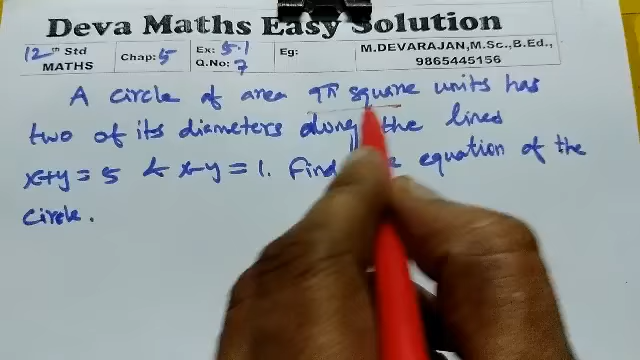 Deva Maths Easy Solution
12th Std MATHS Chap: 5 Ex: 5.1 Q.No: 7 Eg: M.DEVARAJAN,M.Sc.,B.Ed., 9865445156
A circle of area 9π square units has
two of its diameters along the lines
x+y = 5 & x-y = 1. Find equation of the
circle.